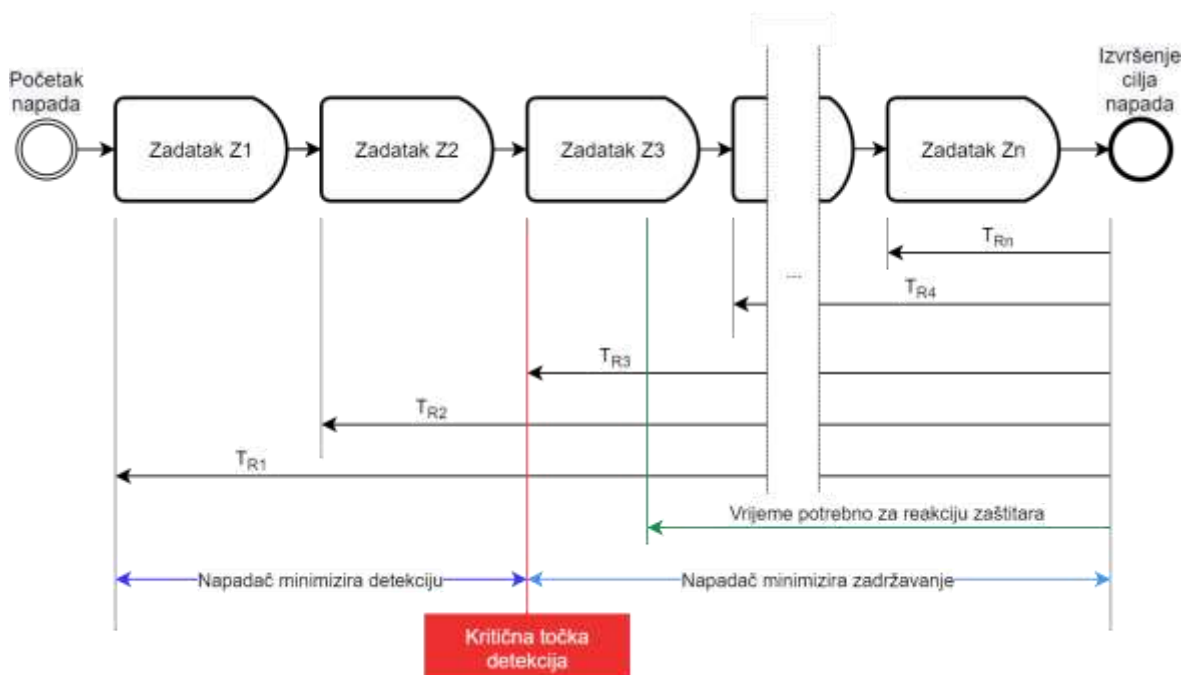 Početak
napada
Izvršenje
cilja
napada
Zadatak Z1
Zadatak Z2
Zadatak Z3
Zadatak Zn
TRn
...
TR4
TR3
TR2
TR1
Vrijeme potrebno za reakciju zaštitara
Napadač minimizira detekciju
Napadač minimizira zadržavanje
Kritična točka
detekcija